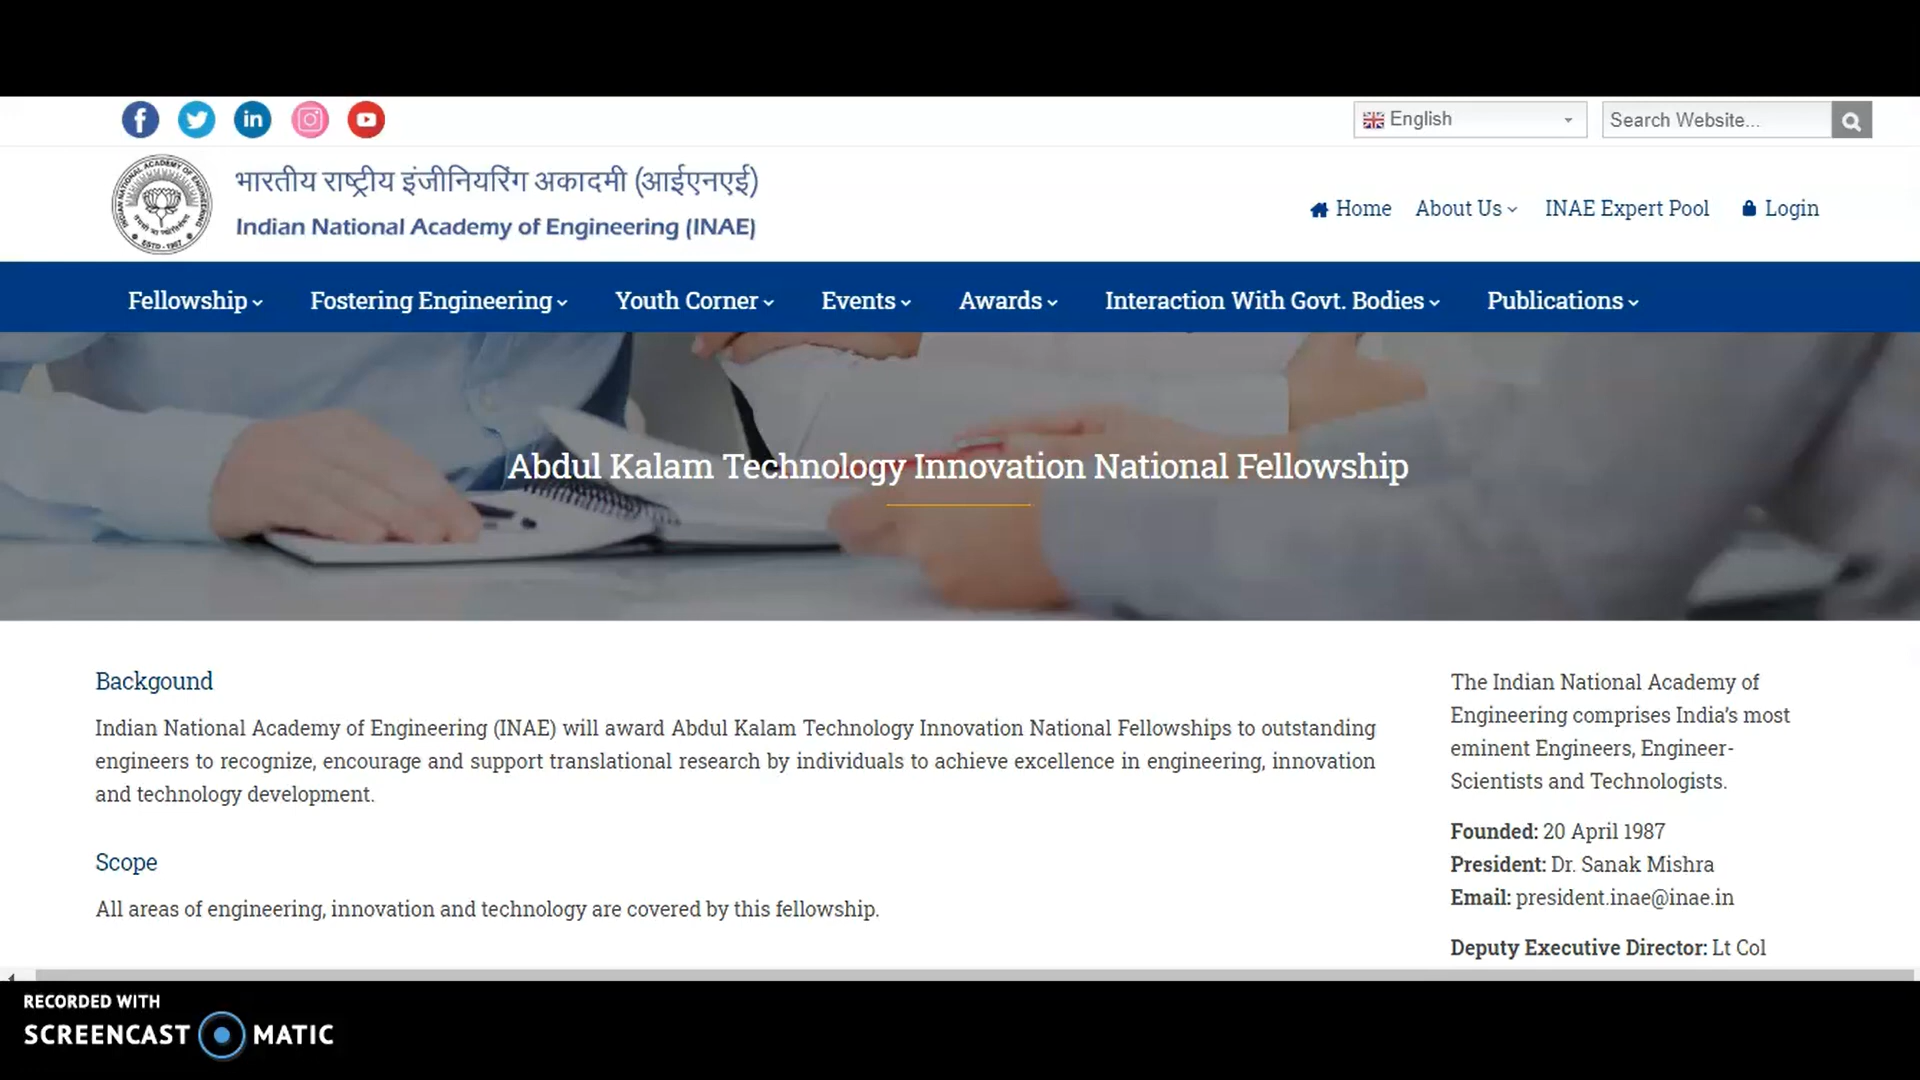 English
Search Website...
भारतीय राष्ट्रीय इंजीनियरिंग अकादमी (आईएनएई)
Indian National Academy of Engineering (INAE)
Home About Us INAE Expert Pool Login
Fellowship Fostering Engineering Youth Corner Events Awards Interaction With Govt. Bodies Publications
Abdul Kalam Technology Innovation National Fellowship
Backgound
Indian National Academy of Engineering (INAE) will award Abdul Kalam Technology Innovation National Fellowships to outstanding
engineers to recognize, encourage and support translational research by individuals to achieve excellence in engineering, innovation
and technology development.
Scope
All areas of engineering, innovation and technology are covered by this fellowship.
The Indian National Academy of
Engineering comprises India's most
eminent Engineers, Engineer-
Scientists and Technologists.
Founded: 20 April 1987
President: Dr. Sanak Mishra
Email: president.inae@inae.in
Deputy Executive Director: Lt Col
RECORDED WITH
SCREENCAST MATIC